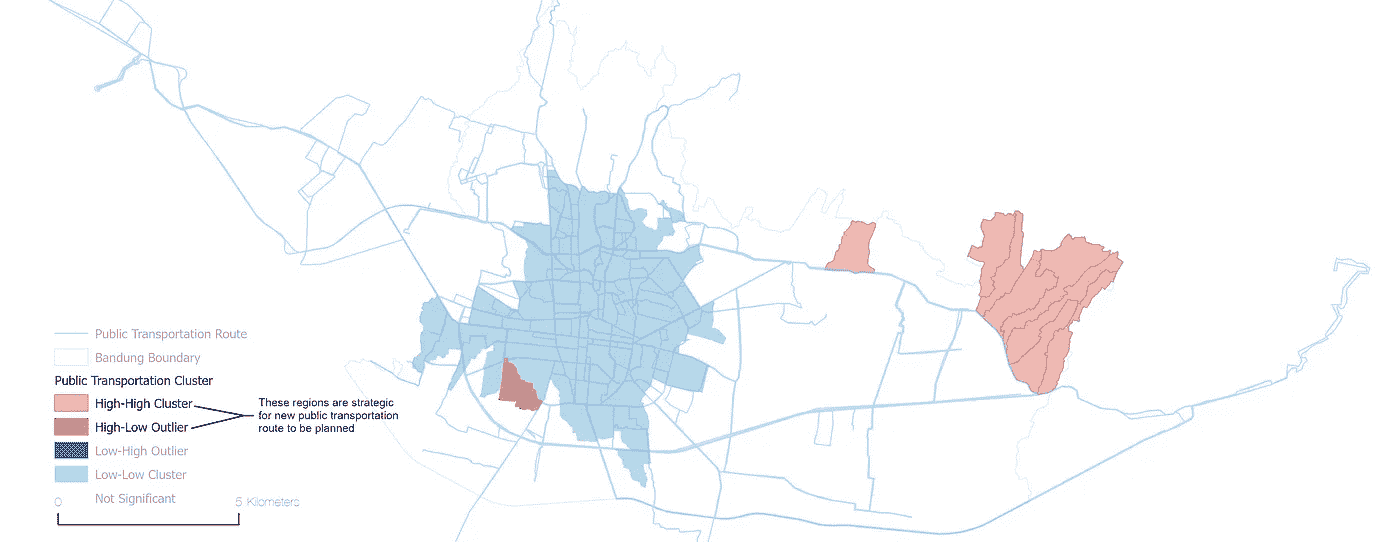 Public Transportation Route
Bandung Boundary
Public Transportation Cluster
High-High Cluster
High-Low Outlier
Low-High Outlier
Low-Low Cluster
Not Significant
These regions are strategic
for new public transportation
route to be planned
0 5 Kilometers